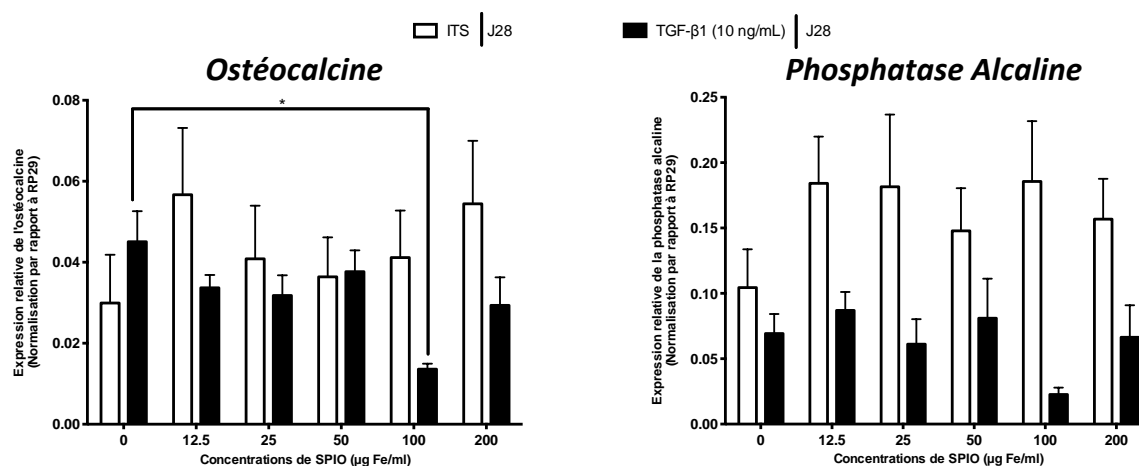 ITS J28
TGF-β1 (10 ng/mL) J28
Ostéocalcine
Expression relative de l'ostéocalcine
(Normalisation par rapport à RP29)
0.08
0.06
0.04
0.02
0.00
*
0 12.5 25 50 100 200
Concentrations de SPIO (µg Fe/ml)
Phosphatase Alcaline
Expression relative de la phosphatase alcaline
(Normalisation par rapport à RP29)
0.25
0.20
0.15
0.10
0.05
0.00
0 12.5 25 50 100 200
Concentrations de SPIO (µg Fe/ml)